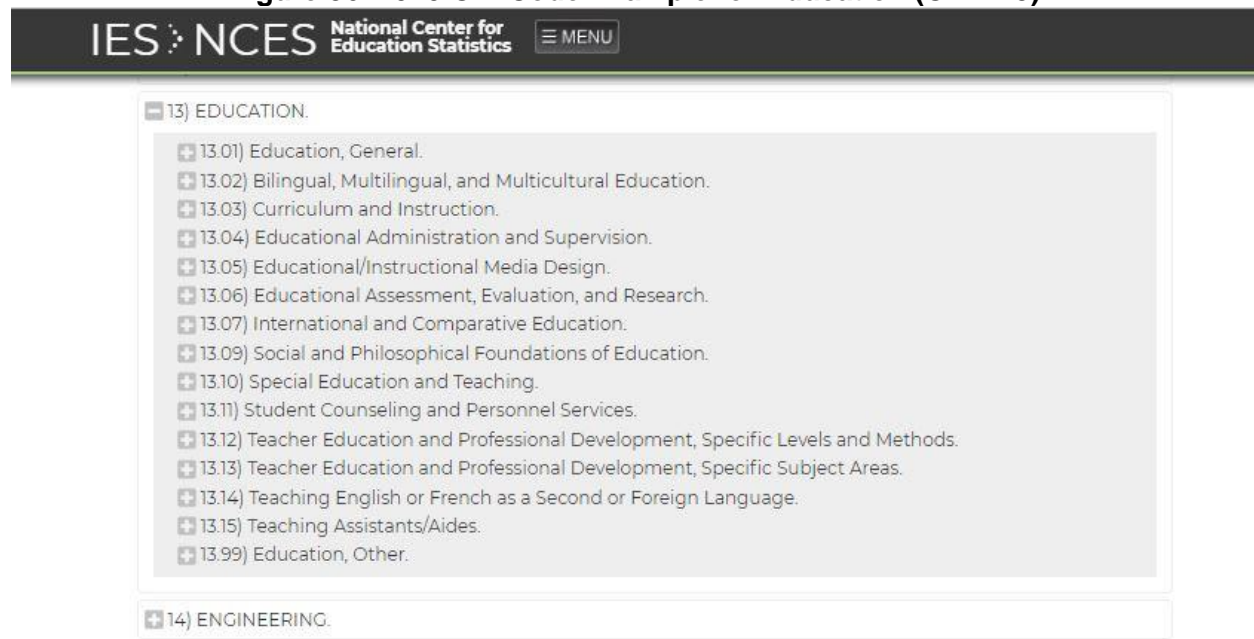 IES NCES National Center for Education Statistics MENU
13) EDUCATION.
13.01) Education, General.
13.02) Bilingual, Multilingual, and Multicultural Education.
13.03) Curriculum and Instruction.
13.04) Educational Administration and Supervision.
13.05) Educational/Instructional Media Design.
13.06) Educational Assessment, Evaluation, and Research.
13.07) International and Comparative Education.
13.09) Social and Philosophical Foundations of Education.
13.10) Special Education and Teaching.
13.11) Student Counseling and Personnel Services.
13.12) Teacher Education and Professional Development, Specific Levels and Methods.
13.13) Teacher Education and Professional Development, Specific Subject Areas.
13.14) Teaching English or French as a Second or Foreign Language.
13.15) Teaching Assistants/Aides.
13.99) Education, Other.
14) ENGINEERING.